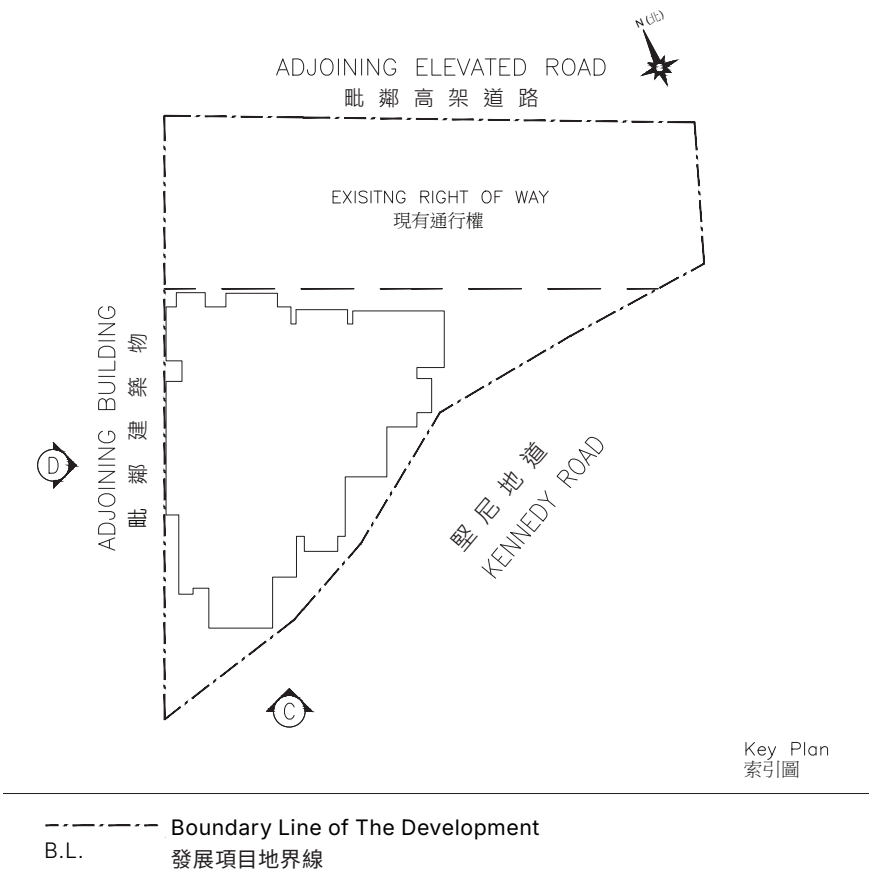 N(北)
ADJOINING ELEVATED ROAD
毗鄰高架道路
EXISITNG RIGHT OF WAY
現有通行權
ADJOINING BUILDING
毗鄰建築物
D
堅尼地道
KENNEDY ROAD
C
Key Plan
索引圖
Boundary Line of The Development
B.L.
發展項目地界線